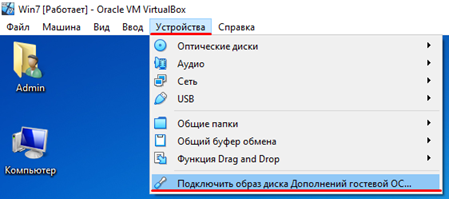 Win7 [Работает] - Oracle VM VirtualBox
Файл Машина Вид Ввод Устройства Справка
Оптические диски
Аудио
Сеть
USB
Общие папки
Общий буфер обмена
Функция Drag and Drop
Подключить образ диска Дополнений гостевой ОС...
Admin
Компьютер